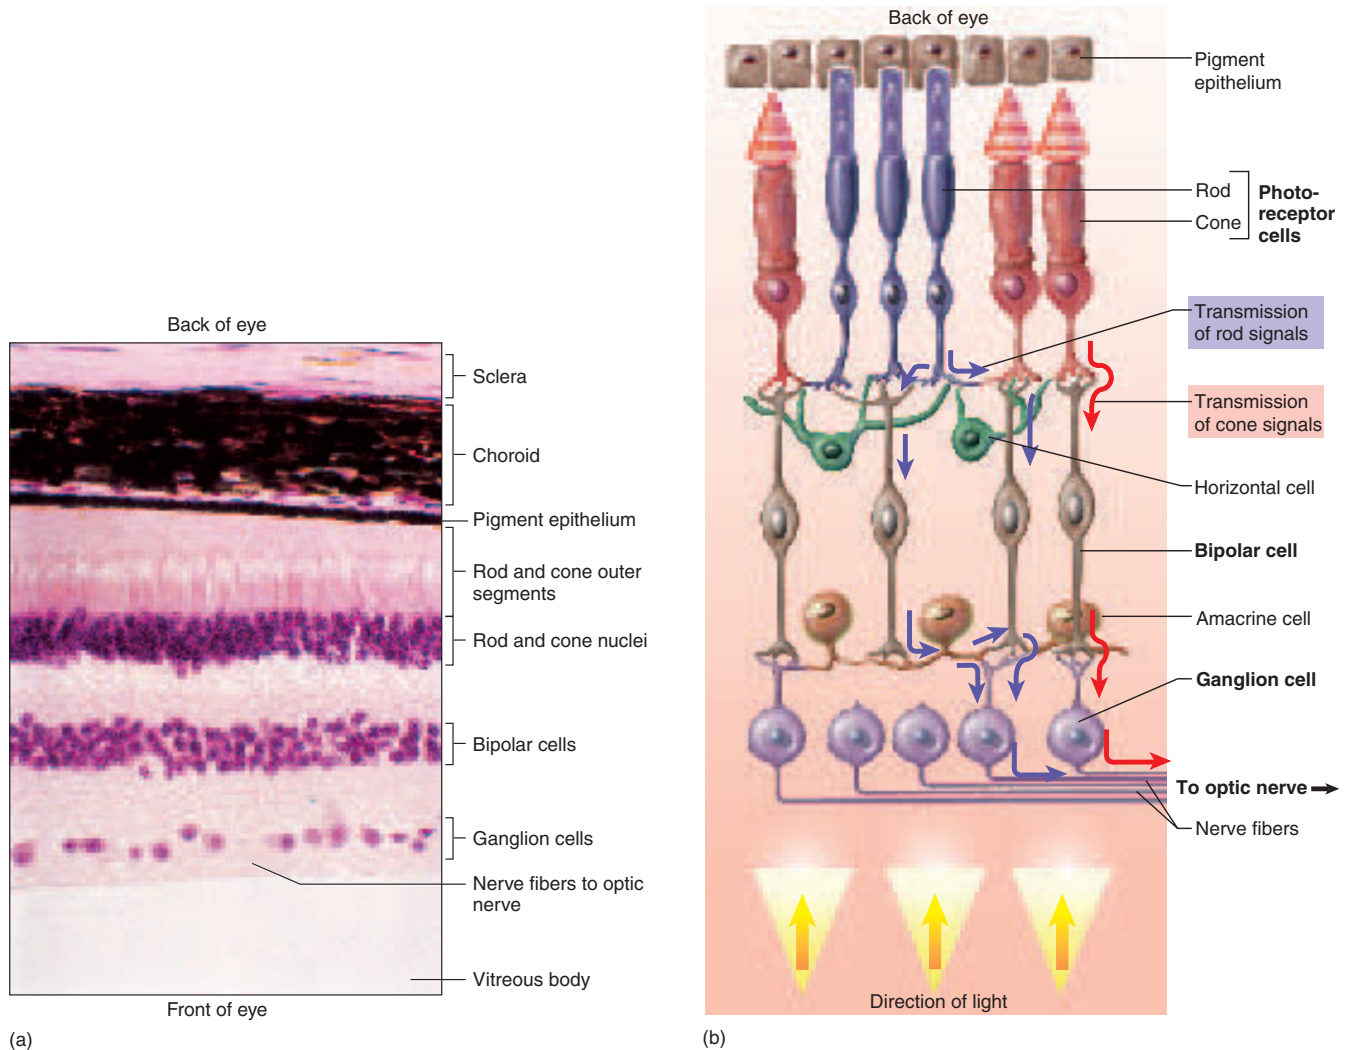 Back of eye
Sclera
Choroid
Pigment epithelium
Rod and cone outer
segments
Rod and cone nuclei
Bipolar cells
Ganglion cells
Nerve fibers to optic
nerve
Vitreous body
Front of eye
(a)
Back of eye
Pigment
epithelium
Rod
Cone
Photo-
receptor
cells
Transmission
of rod signals
Transmission
of cone signals
Horizontal cell
Bipolar cell
Amacrine cell
Ganglion cell
To optic nerve
Nerve fibers
Direction of light
(b)